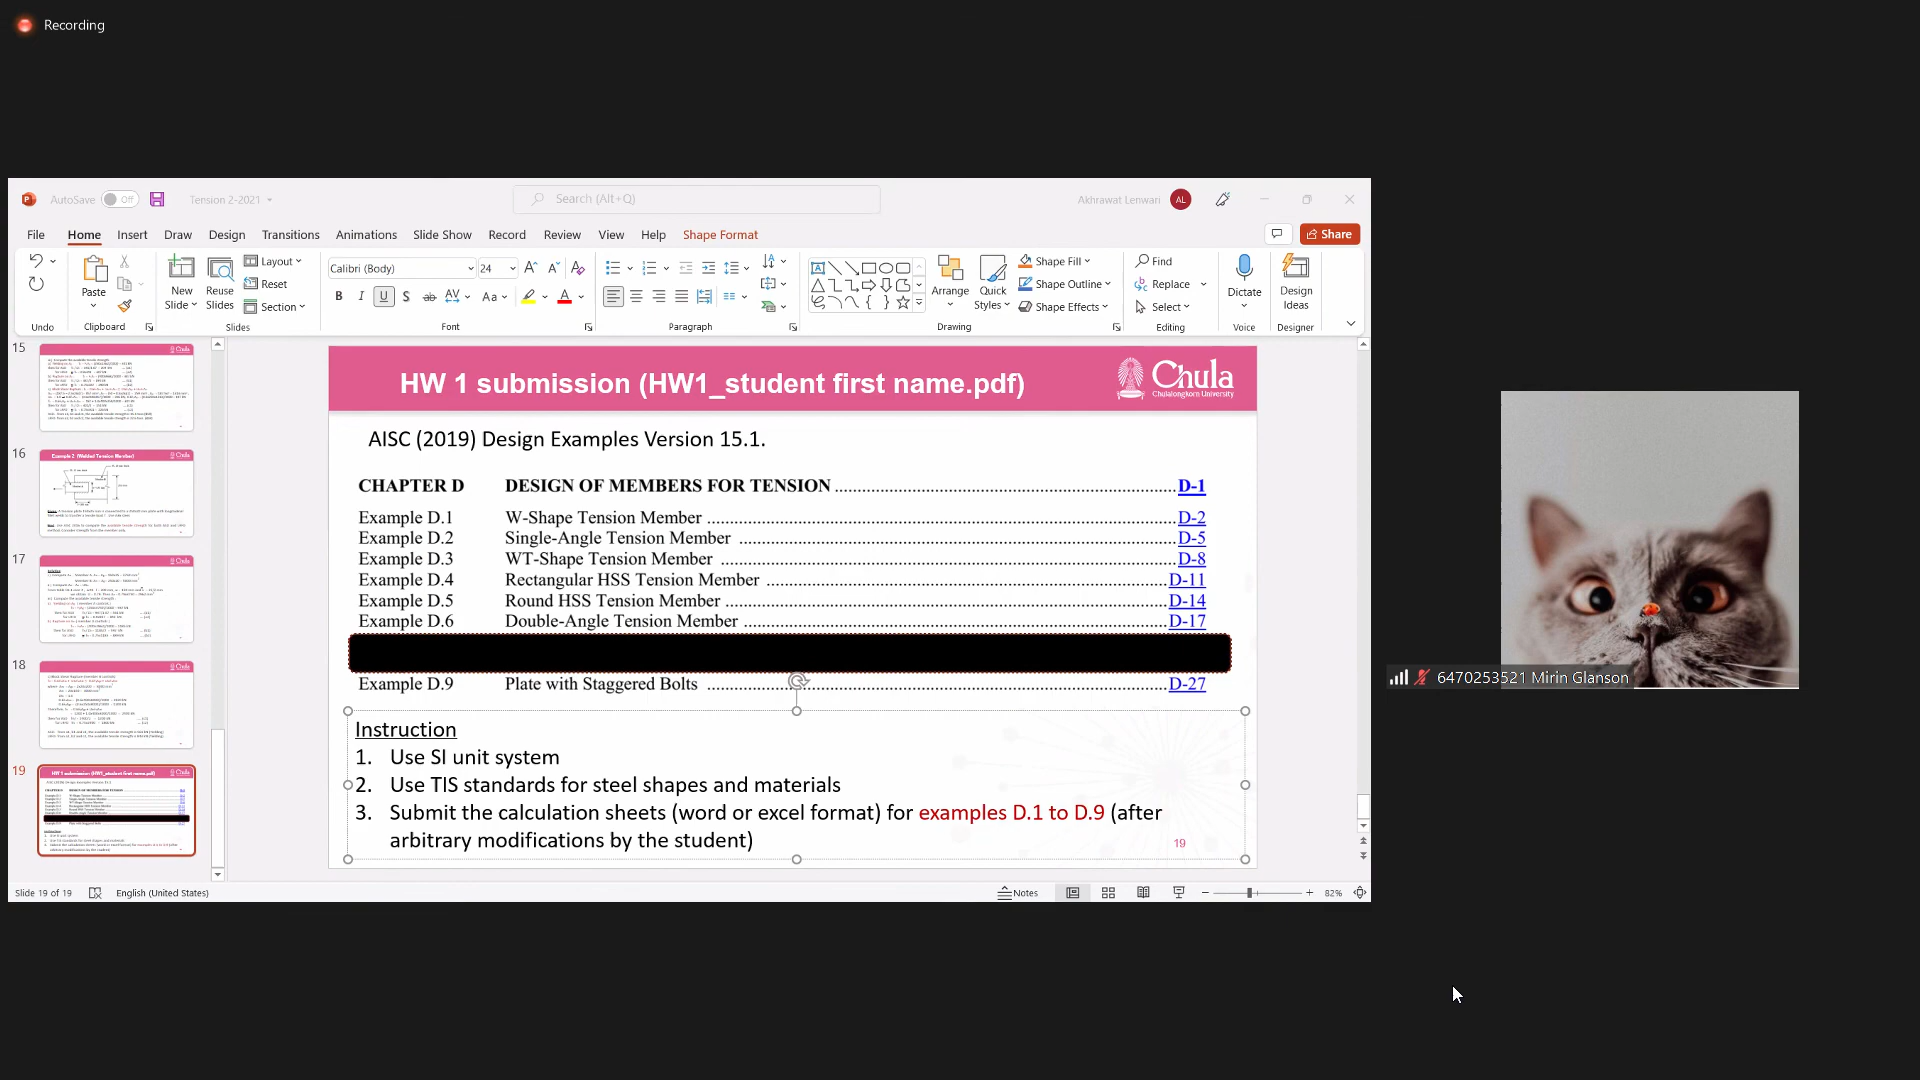 Recording
AutoSave Off Tension 2-2021
Search (Alt+Q)
Akhrawat Lenwari AL
File Home Insert Draw Design Transitions Animations Slide Show Record Review View Help Shape Format
Share
Undo
Paste
Clipboard
New Slide
Reuse Slides
Layout
Reset
Section
Slides
Calibri (Body) 24
B I U S ab AV Aa A
Font
Paragraph
Arrange
Quick Styles
Shape Fill
Shape Outline
Shape Effects
Drawing
Find
Replace
Select
Editing
Dictate
Voice
Design Ideas
Designer
15
16
Example 2 (Welded Tension Member)
17
18
19
HW 1 submission (HW1_student first name.pdf)
Chula
Chulalongkorn University
AISC (2019) Design Examples Version 15.1.
CHAPTER D DESIGN OF MEMBERS FOR TENSION D-1
Example D.1 W-Shape Tension Member D-2
Example D.2 Single-Angle Tension Member D-5
Example D.3 WT-Shape Tension Member D-8
Example D.4 Rectangular HSS Tension Member D-11
Example D.5 Round HSS Tension Member D-14
Example D.6 Double-Angle Tension Member D-17
Example D.9 Plate with Staggered Bolts D-27
Instruction
1. Use SI unit system
2. Use TIS standards for steel shapes and materials
3. Submit the calculation sheets (word or excel format) for examples D.1 to D.9 (after
arbitrary modifications by the student)
19
6470253521 Mirin Glanson
Slide 19 of 19 English (United States)
Notes
82%